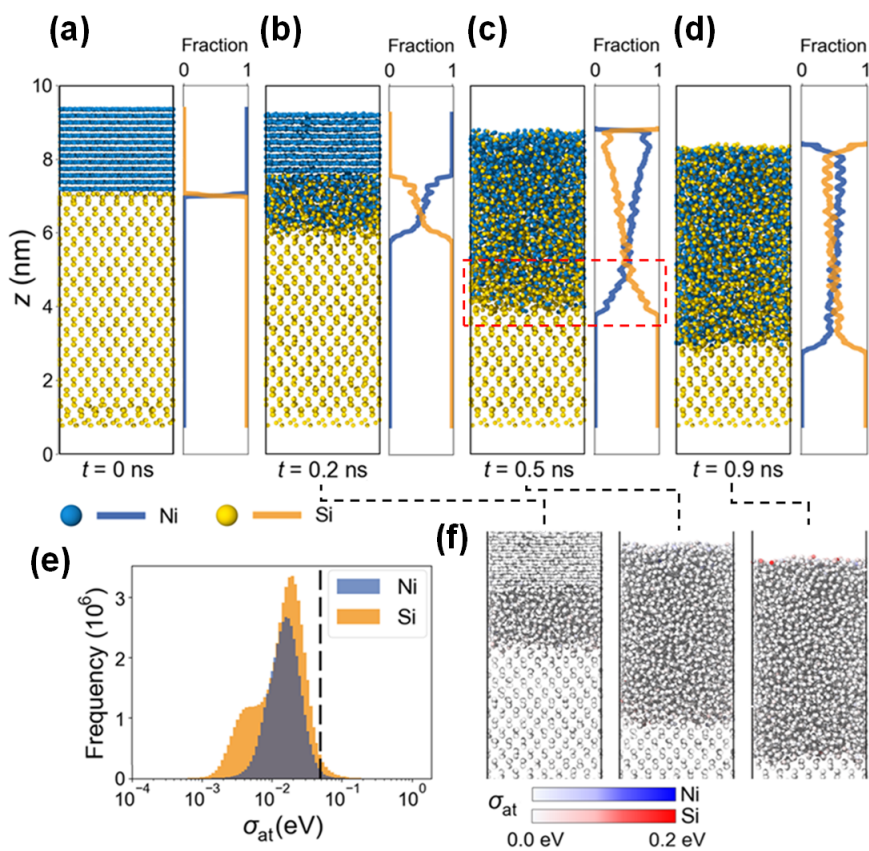 (a) (b) (c) (d)
Fraction Fraction Fraction Fraction
0 1 0 1 0 1 0 1
10
8
6
4
2
0
z (nm)
t = 0 ns t = 0.2 ns t = 0.5 ns t = 0.9 ns
Ni Si
(e)
Ni
Si
3
2
1
0
Frequency (10⁶)
10⁻⁴ 10⁻³ 10⁻² 10⁻¹ 10⁰
σat(eV)
(f)
σat
Ni
Si
0.0 eV 0.2 eV